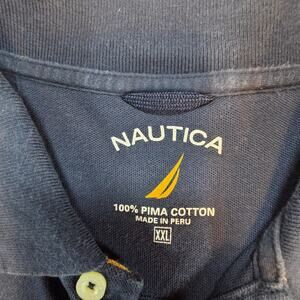 NAUTICA
100% PIMA COTTON
MADE IN PERU
XXL